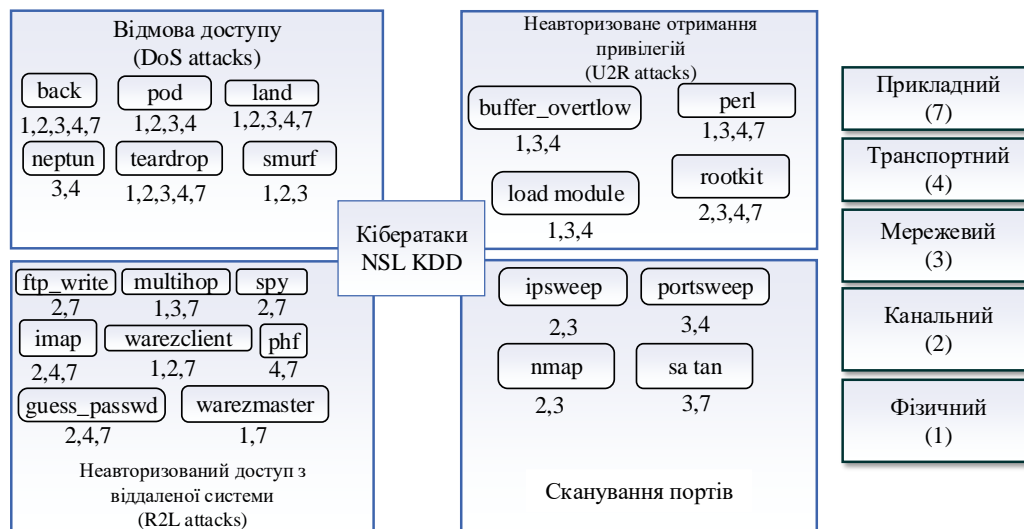 Відмова доступу
(DoS attacks)
back
pod
land
1,2,3,4,7
1,2,3,4
1,2,3,4,7
neptun
teardrop
smurf
3,4
1,2,3,4,7
1,2,3
Неавторизоване отримання
привілегій
(U2R attacks)
buffer_overtlow
perl
1,3,4
1,3,4,7
load module
rootkit
1,3,4
2,3,4,7
Кібератаки
NSL KDD
ftp_write
multihop
spy
2,7
1,3,7
2,7
imap
warezclient
phf
2,4,7
1,2,7
4,7
guess_passwd
warezmaster
2,4,7
1,7
Неавторизований доступ з
віддаленої системи
(R2L attacks)
ipsweep
portsweep
2,3
3,4
nmap
sa tan
2,3
3,7
Сканування портів
Прикладний
(7)
Транспортний
(4)
Мережевий
(3)
Канальний
(2)
Фізичний
(1)